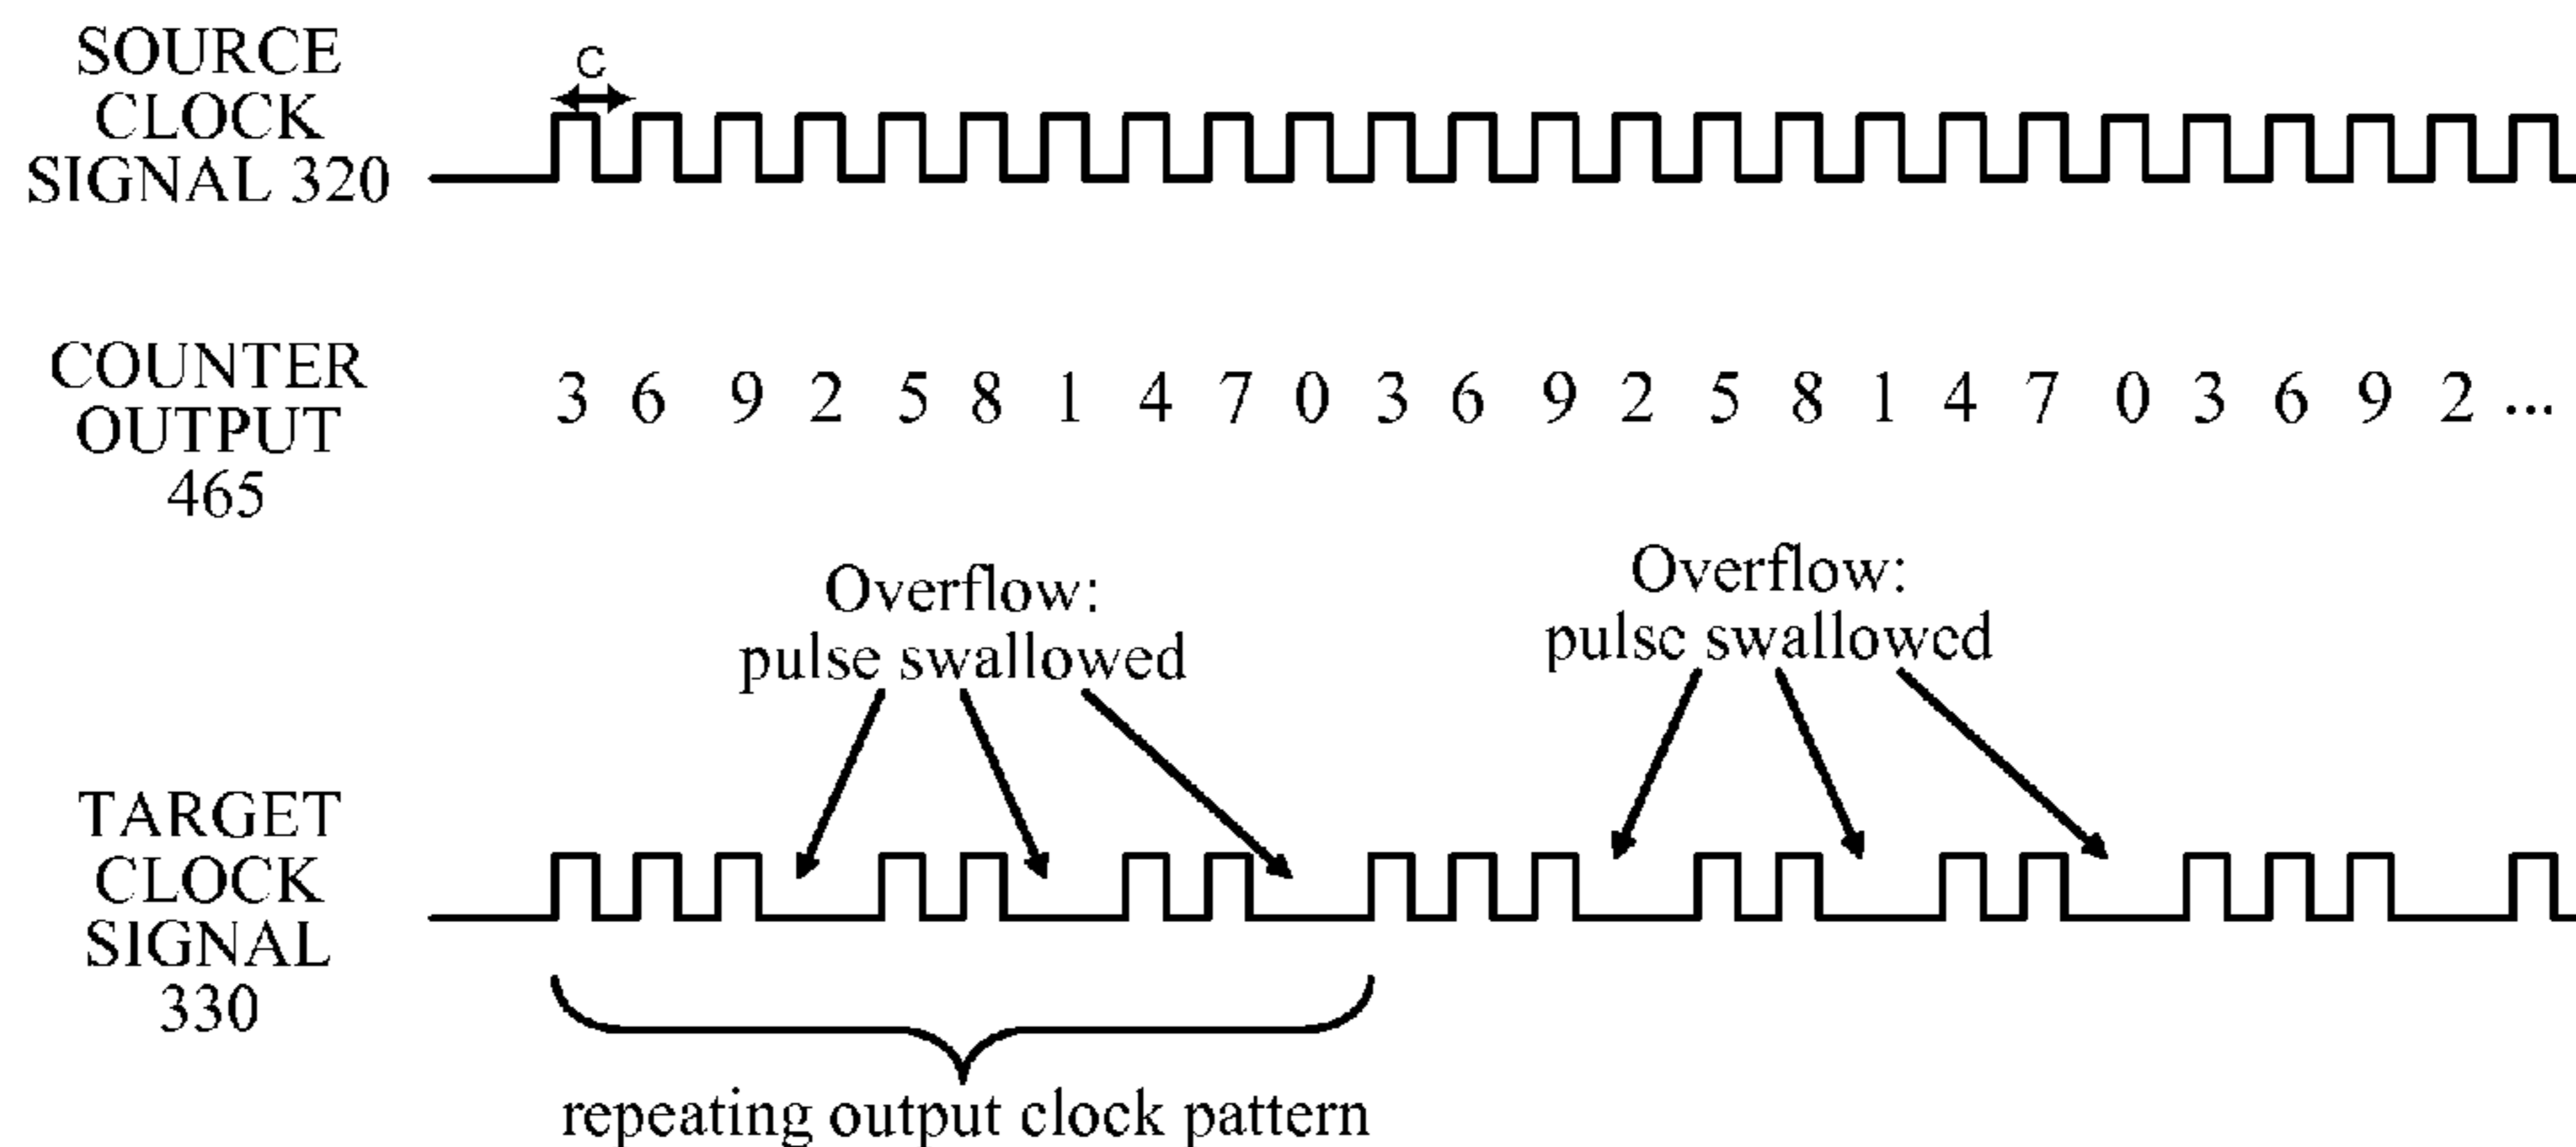 SOURCE
CLOCK
SIGNAL 320
C
COUNTER
OUTPUT
465
3 6 9 2 5 8 1 4 7 0 3 6 9 2 5 8 1 4 7 0 3 6 9 2 ...
Overflow:
pulse swallowed
Overflow:
pulse swallowed
TARGET
CLOCK
SIGNAL
330
repeating output clock pattern